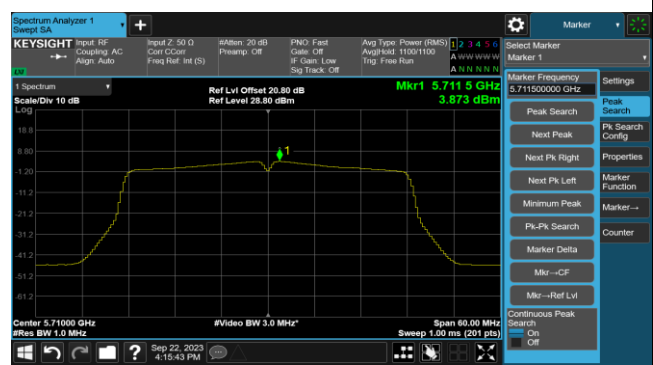 Spectrum Analyzer 1
Swept SA
+
Marker
KEYSIGHT
Input: RF
Coupling: AC
Align: Auto
Input Z: 50 Ω
Corr CCorr
Freq Ref: Int (S)
#Atten: 20 dB
Preamp: Off
PNO: Fast
Gate: Off
IF Gain: Low
Sig Track: Off
Avg Type: Power (RMS)
Avg|Hold: 1100/1100
Trig: Free Run
1 2 3 4 5 6
A W W W W W
A N N N N N
Select Marker
Marker 1
1 Spectrum
Scale/Div 10 dB
Log
Ref Lvl Offset 20.80 dB
Ref Level 28.80 dBm
Mkr1 5.711 5 GHz
3.873 dBm
18.8
8.80
-1.20
-11.2
-21.2
-31.2
-41.2
-51.2
-61.2
1
Center 5.71000 GHz
#Res BW 1.0 MHz
#Video BW 3.0 MHz*
Span 60.00 MHz
Sweep 1.00 ms (201 pts)
Marker Frequency
5.711500000 GHz
Peak Search
Next Peak
Next Pk Right
Next Pk Left
Minimum Peak
Pk-Pk Search
Marker Delta
Mkr→CF
Mkr→Ref Lvl
Continuous Peak
Search
On
Off
Settings
Peak
Search
Pk Search
Config
Properties
Marker
Function
Marker→
Counter
?
Sep 22, 2023
4:15:43 PM